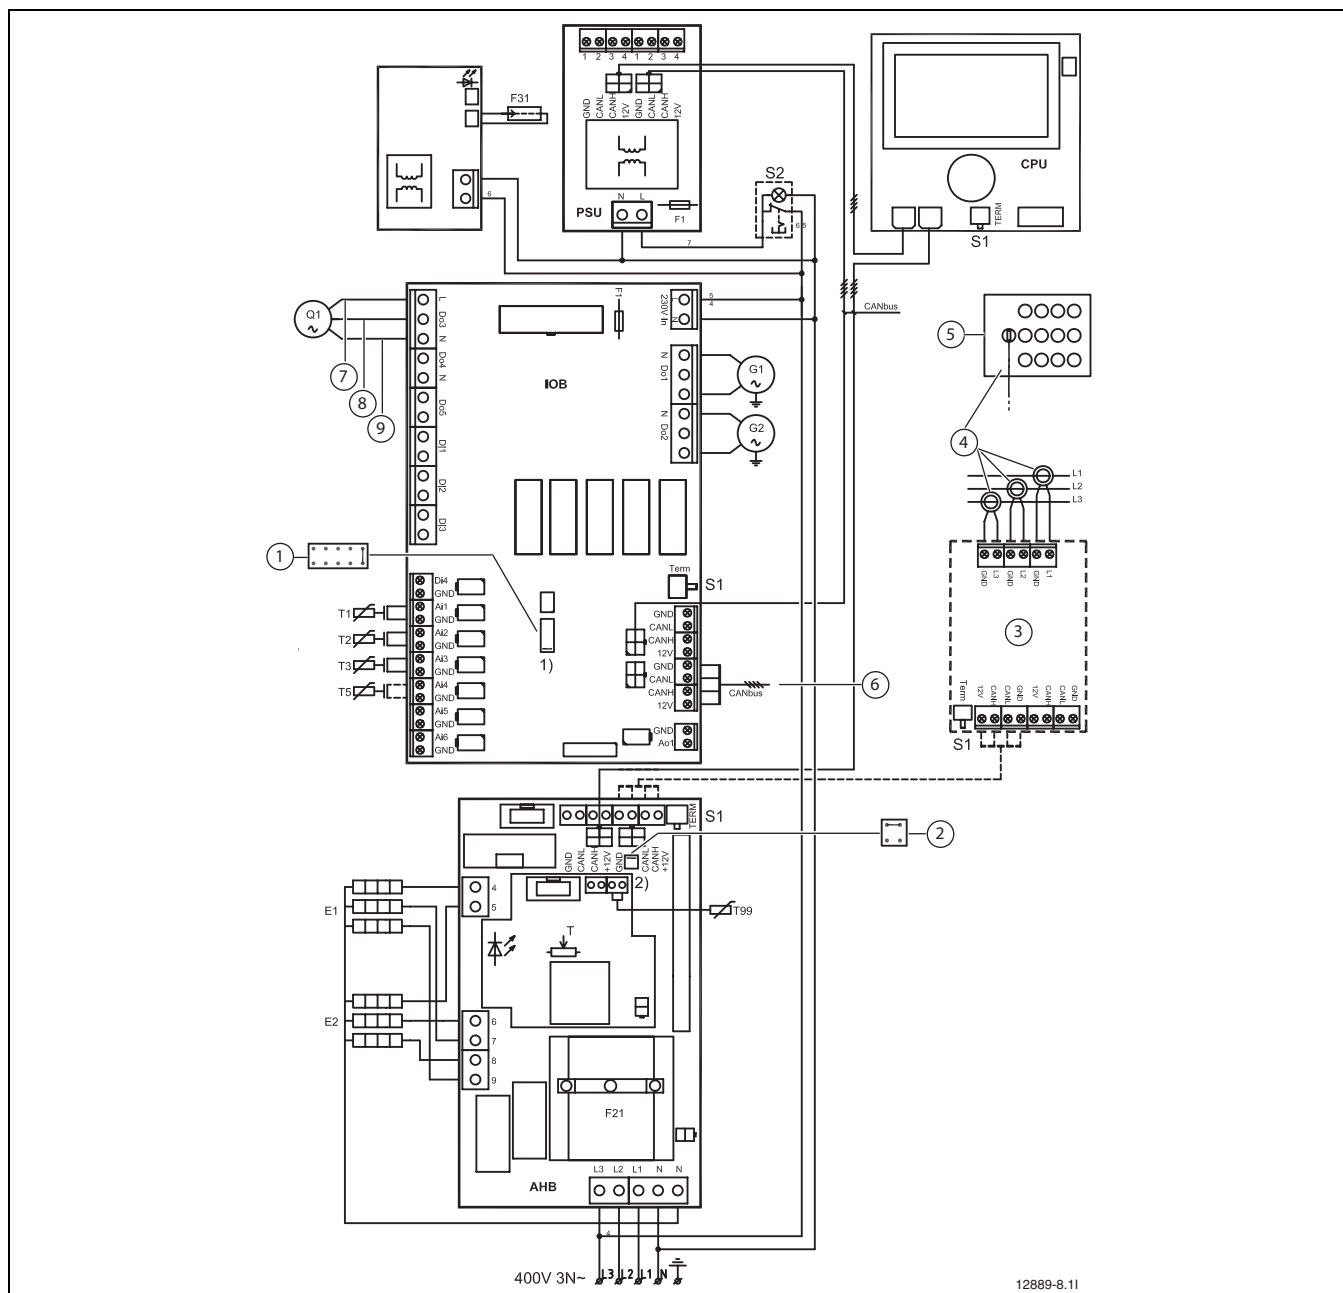 F31
6
1 2 3 4 1 2 3 4
GND
CANL
CANH
12V
GND
CANL
CANH
12V
N L
PSU
F1
7
S2
6 5
CPU
TERM
S1
Q1
L
Do3
N
Do4
N
Do5
DI1
DI2
DI3
7
8
9
F1
IOB
230V In
L
N
5
4
N
Do1
N
Do2
G1
G2
CANbus
5
4
L1
L2
L3
GND
L3
GND
L2
GND
L1
3
Term
S1
12V
CANH
CANL
GND
12V
CANH
CANL
GND
1
1)
Term
S1
T1
T2
T3
T5
Di4
GND
Ai1
GND
Ai2
GND
Ai3
GND
Ai4
GND
Ai5
GND
Ai6
GND
GND
CANL
CANH
12V
GND
CANL
CANH
12V
CANbus
6
GND
Ao1
TERM
S1
GND
CANL
CANH
+12V
GND
CANL
CANH
+12V
2
2)
T99
T
E1
E2
4
5
6
7
8
9
F21
L3 L2 L1 N N
AHB
4
400V 3N~ L3 L2 L1 N
12889-8.1I